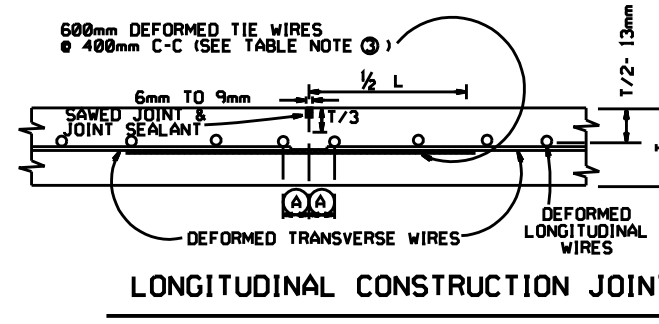 600mm DEFORMED TIE WIRES
@ 400mm C-C (SEE TABLE NOTE ③ )
T/2- 13mm
½ L
6mm TO 9mm
SAWED JOINT &
JOINT SEALANT
T/3
A A
DEFORMED TRANSVERSE WIRES
DEFORMED
LONGITUDINAL
WIRES
LONGITUDINAL CONSTRUCTION JOINT